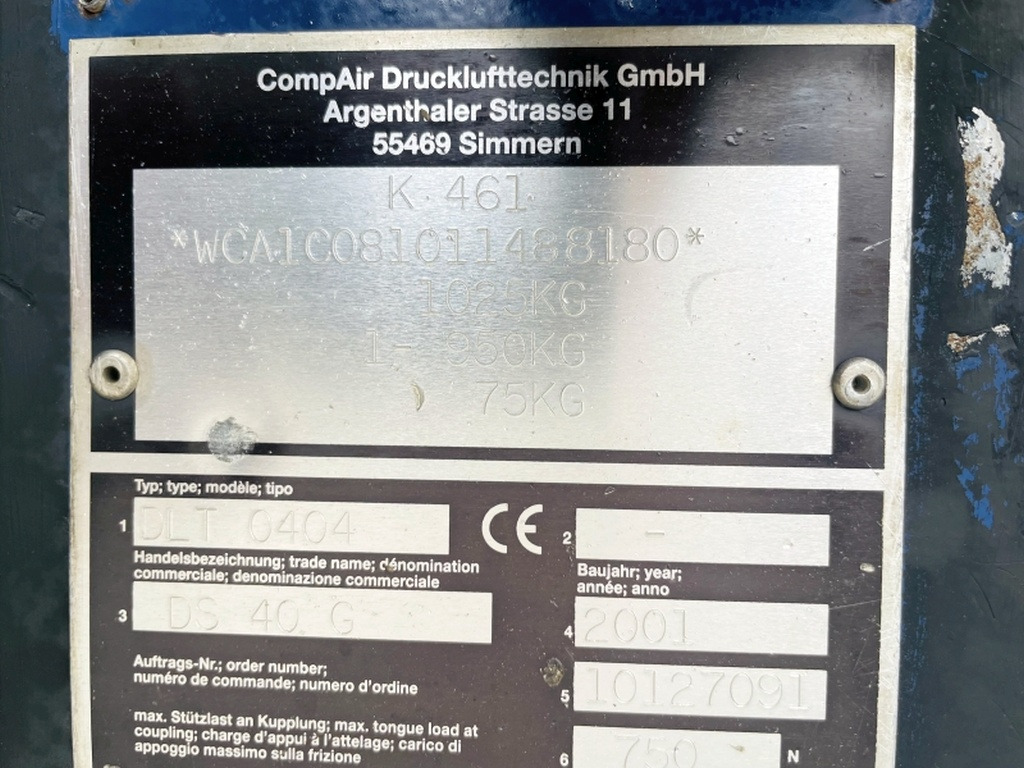 CompAir Drucklufttechnik GmbH
Argenthaler Strasse 11
55469 Simmern
K 461
*WCA1C081011488180*
1025KG
1- 950KG
75KG
Typ; type; modèle; tipo
1 DLT 0404 CE 2 -
Handelsbezeichnung; trade name; dénomination
commerciale; denominazione commerciale
Baujahr; year;
année; anno
3 DS 40 G 4 2001
Auftrags-Nr.; order number;
numéro de commande; numero d'ordine
5 10127091
max. Stützlast an Kupplung; max. tongue load at
coupling; charge d'appui à l'attelage; carico di
appoggio massimo sulla frizione
6 750 N